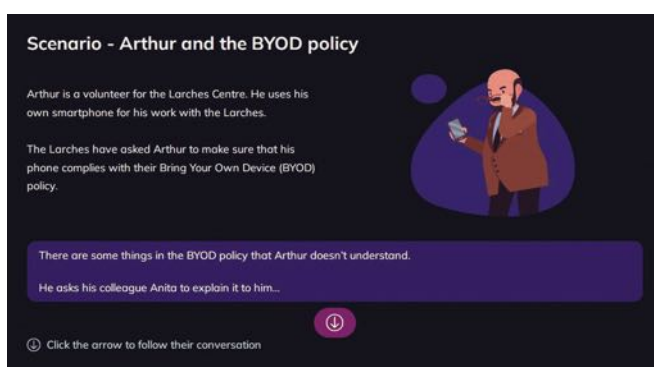 Scenario - Arthur and the BYOD policy
Arthur is a volunteer for the Larches Centre. He uses his
own smartphone for his work with the Larches.
The Larches have asked Arthur to make sure that his
phone complies with their Bring Your Own Device (BYOD)
policy.
There are some things in the BYOD policy that Arthur doesn't understand.
He asks his colleague Anita to explain it to him...
Click the arrow to follow their conversation